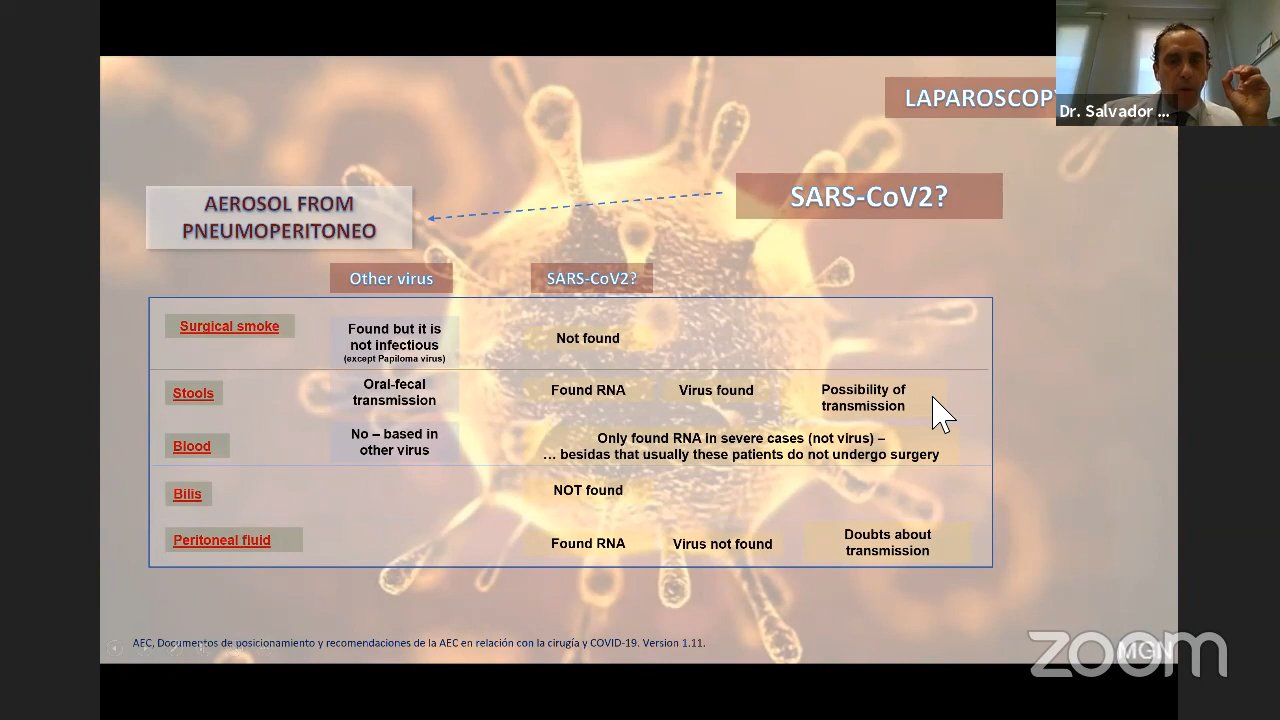 LAPAROSCOP
Dr. Salvador ...
SARS-CoV2?
AEROSOL FROM
PNEUMOPERITONEO
Other virus
SARS-CoV2?
Surgical smoke
Found but it is
not infectious
(except Papiloma virus)
Not found
Stools
Oral-fecal
transmission
Found RNA
Virus found
Possibility of
transmission
Blood
No – based in
other virus
Only found RNA in severe cases (not virus) –
... besidas that usually these patients do not undergo surgery
Bilis
NOT found
Peritoneal fluid
Found RNA
Virus not found
Doubts about
transmission
AEC, Documentos de posicionamiento y recomendaciones de la AEC en relación con la cirugía y COVID-19. Version 1.11.
zoom
MGN